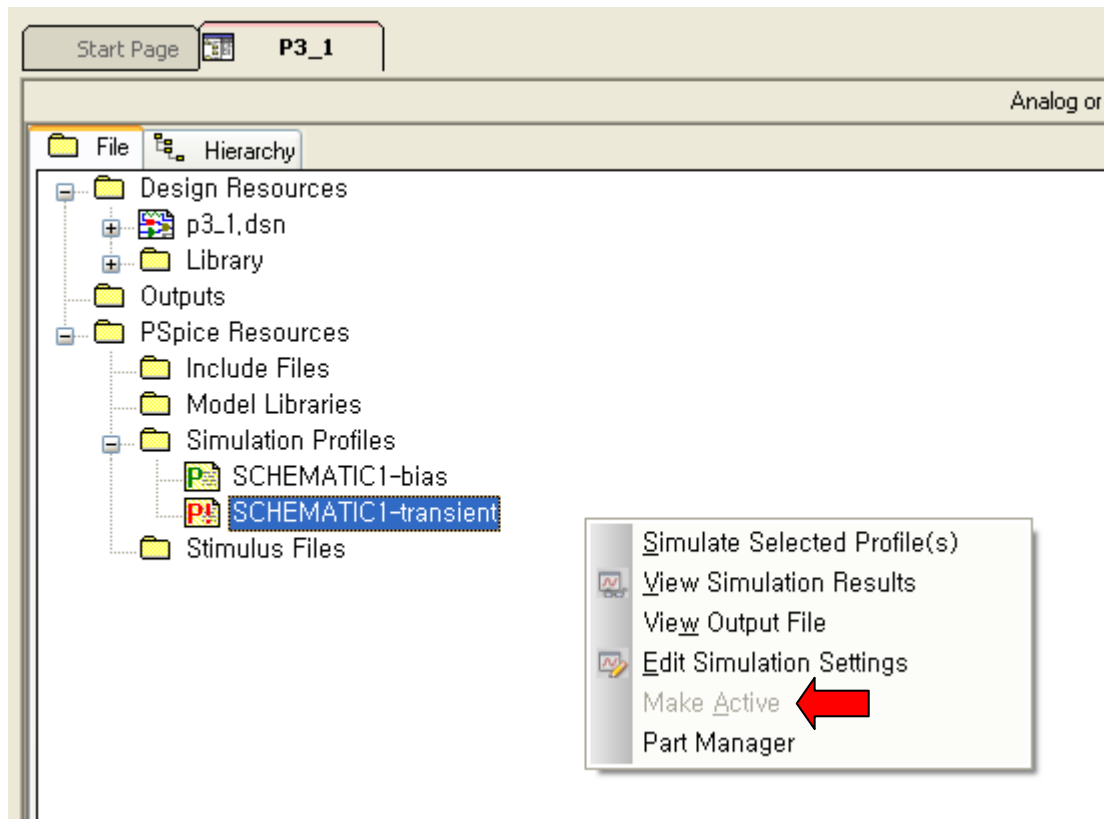 Start Page
P3_1
Analog or
File
Hierarchy
Design Resources
p3_1.dsn
Library
Outputs
PSpice Resources
Include Files
Model Libraries
Simulation Profiles
SCHEMATIC1-bias
SCHEMATIC1-transient
Stimulus Files
Simulate Selected Profile(s)
View Simulation Results
View Output File
Edit Simulation Settings
Make Active
Part Manager